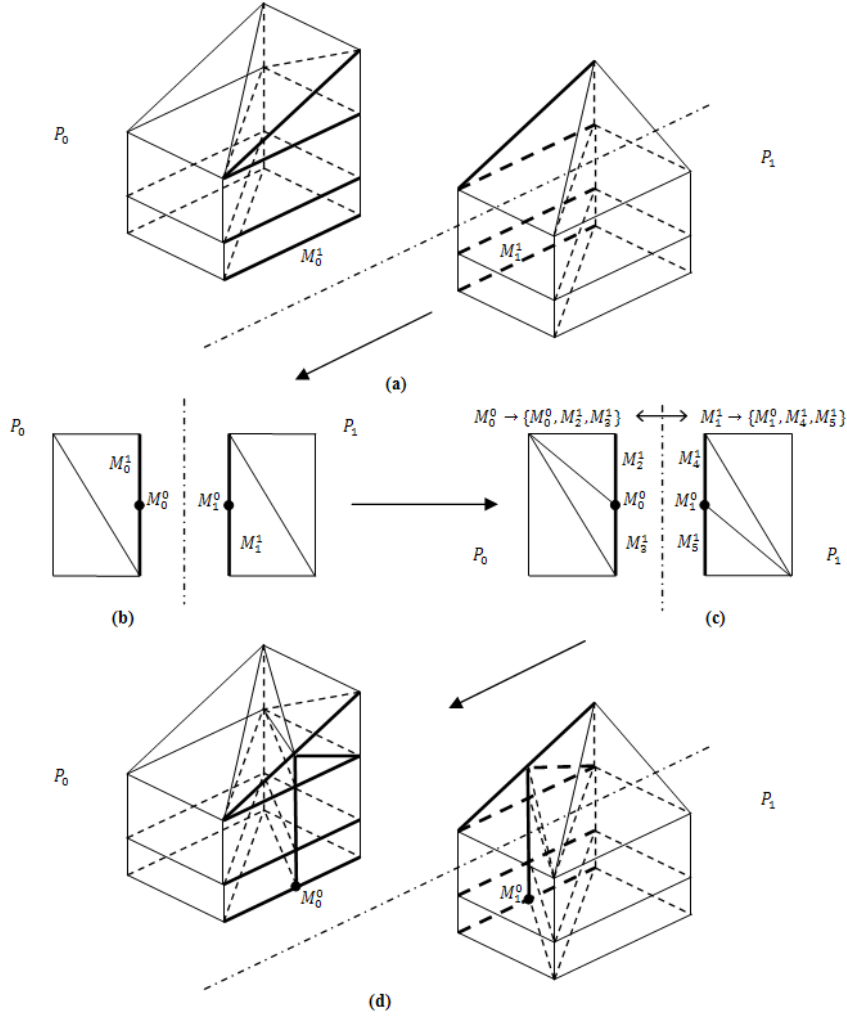 P₀
P₁
M₀¹
M₁¹
(a)
P₀
P₁
M₀¹
M₀⁰
M₁⁰
M₁¹
(b)
M₀⁰ → {M₀⁰, M₂¹, M₃¹} ↔ M₁¹ → {M₁⁰, M₄¹, M₅¹}
M₂¹
M₄¹
M₀⁰
M₁⁰
M₃¹
M₅¹
P₀
P₁
(c)
P₀
P₁
M₀⁰
M₁⁰
(d)